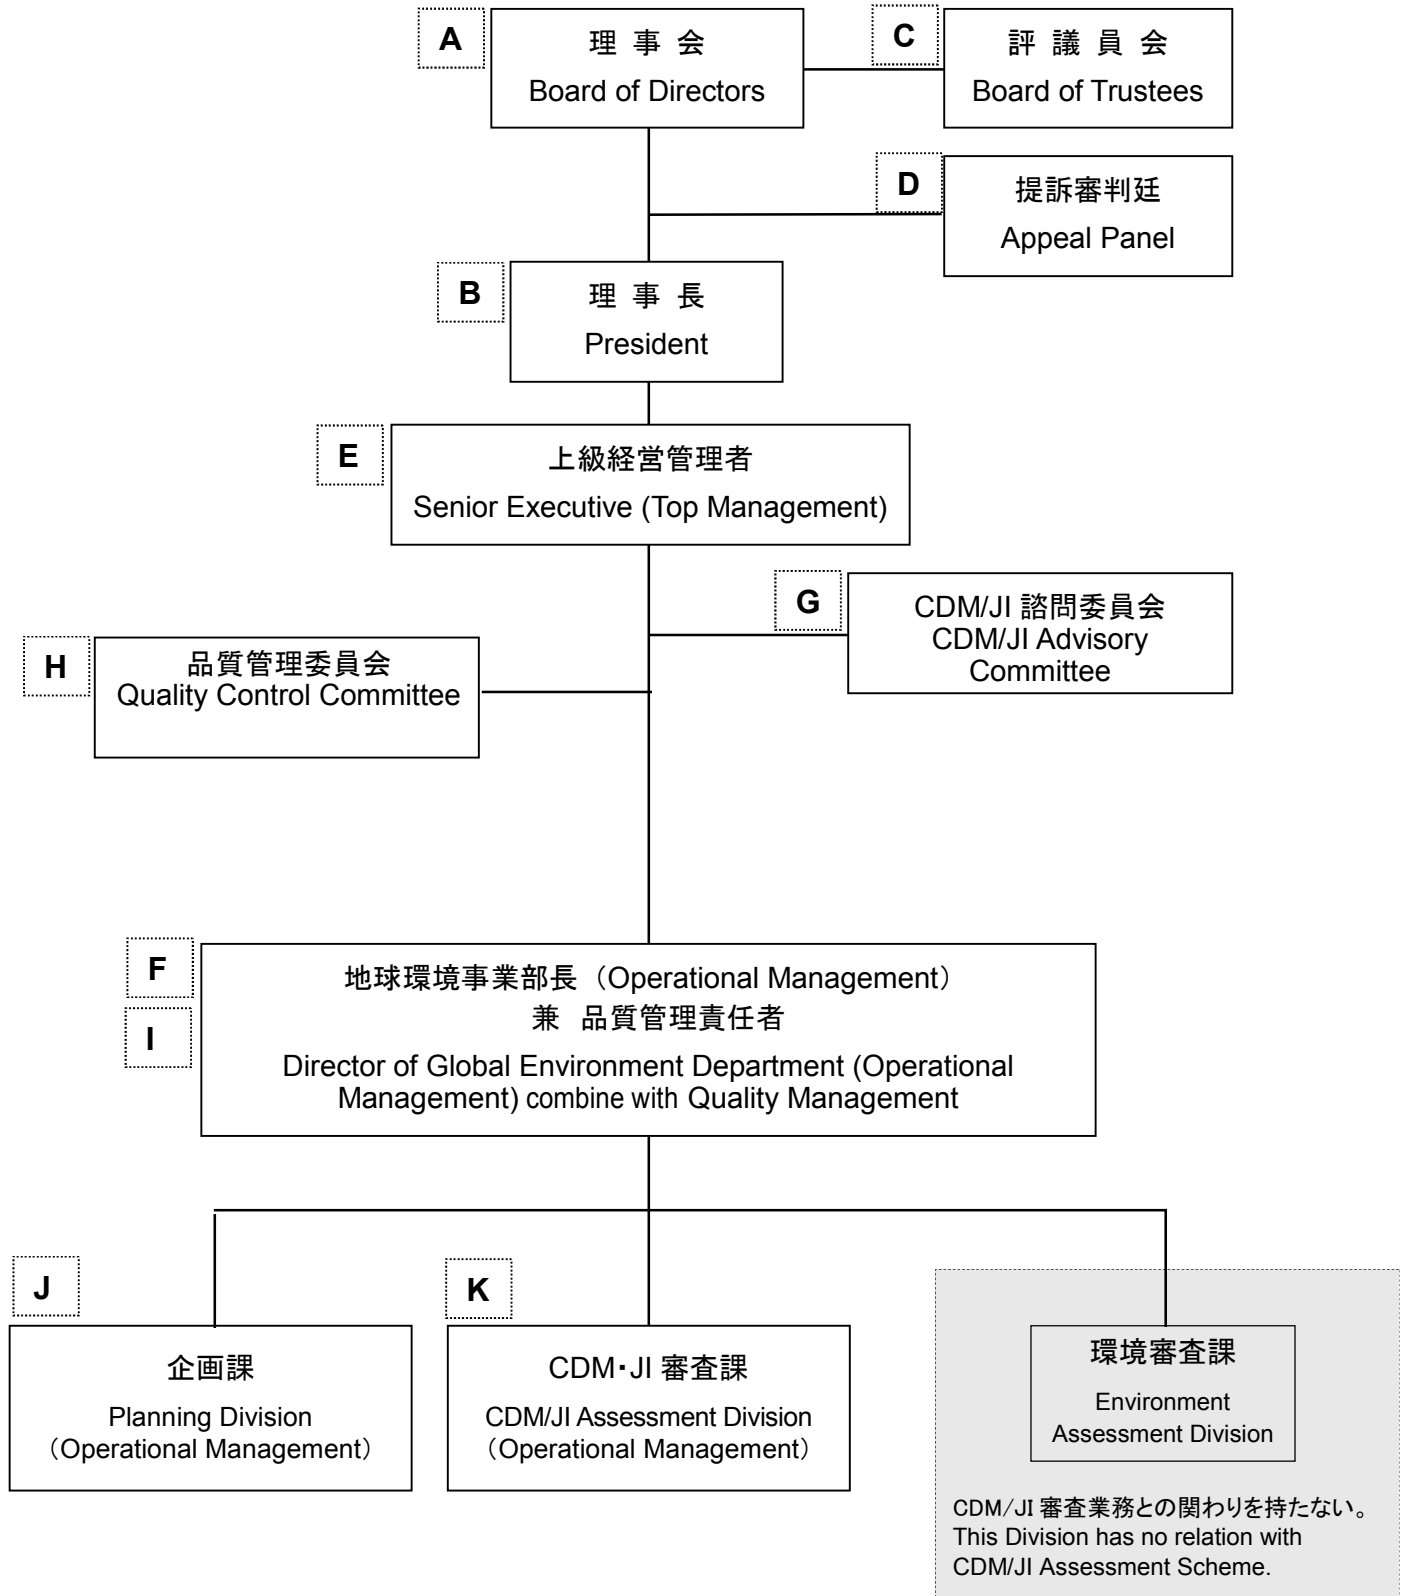 A
理 事 会
Board of Directors
C
評 議 員 会
Board of Trustees
D
提訴審判廷
Appeal Panel
B
理 事 長
President
E
上級経営管理者
Senior Executive (Top Management)
G
CDM/JI 諮問委員会
CDM/JI Advisory
Committee
H
品質管理委員会
Quality Control Committee
F
I
地球環境事業部長（Operational Management）
兼 品質管理責任者
Director of Global Environment Department (Operational
Management) combine with Quality Management
J
企画課
Planning Division
（Operational Management）
K
CDM・JI 審査課
CDM/JI Assessment Division
（Operational Management）
環境審査課
Environment
Assessment Division
CDM/JI 審査業務との関わりを持たない。
This Division has no relation with
CDM/JI Assessment Scheme.